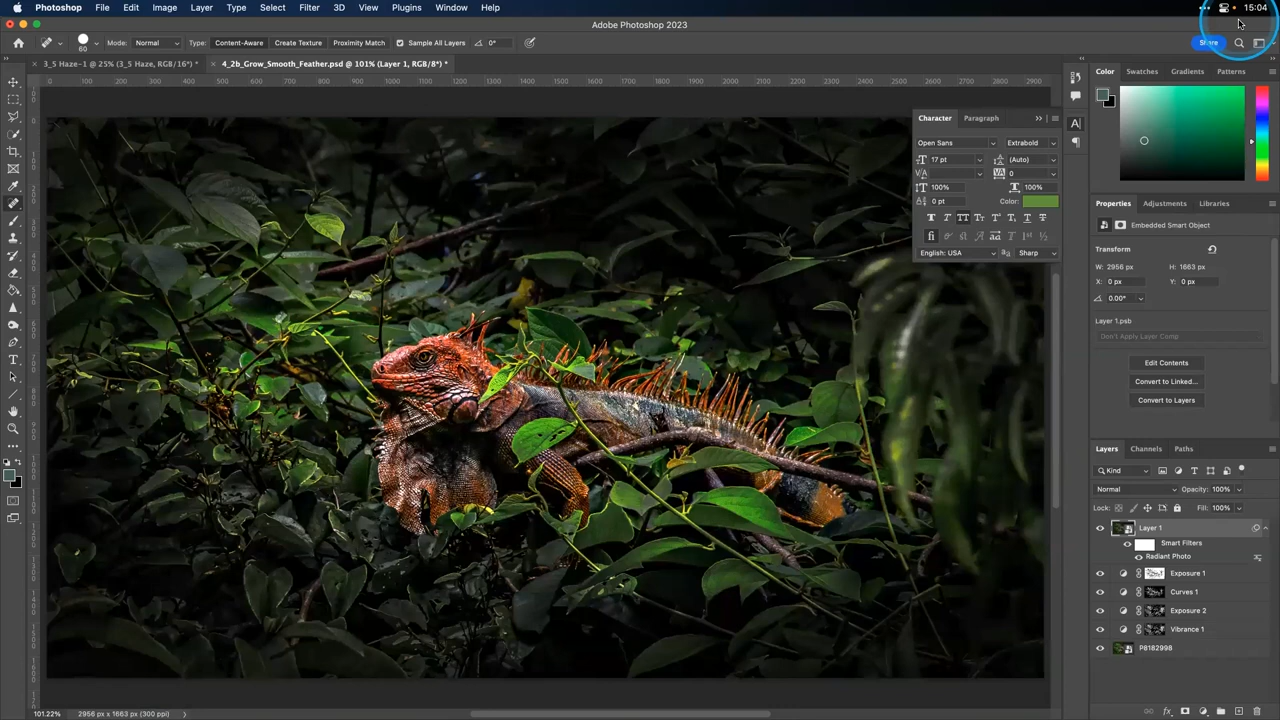 Photoshop File Edit Image Layer Type Select Filter 3D View Plugins Window Help 15:04
Adobe Photoshop 2023
60 Mode: Normal Type: Content-Aware Create Texture Proximity Match Sample All Layers 0° Share
3_5 Haze-1 @ 25% (3_5 Haze, RGB/16*) * 4_2b_Grow_Smooth_Feather.psd @ 101% (Layer 1, RGB/8*) *
Color Swatches Gradients Patterns
Character Paragraph
Open Sans Extrabold
17 pt (Auto)
0
100% 100%
0 pt Color:
English: USA Sharp
Properties Adjustments Libraries
Embedded Smart Object
Transform
W: 2956 px H: 1663 px
X: 0 px Y: 0 px
0.00°
Layer 1.psb
Don't Apply Layer Comp
Edit Contents
Convert to Linked...
Convert to Layers
Layers Channels Paths
Kind
Normal Opacity: 100%
Lock: Fill: 100%
Layer 1
Smart Filters
Radiant Photo
Exposure 1
Curves 1
Exposure 2
Vibrance 1
P8182998
101.22% 2956 px x 1663 px (300 ppi)